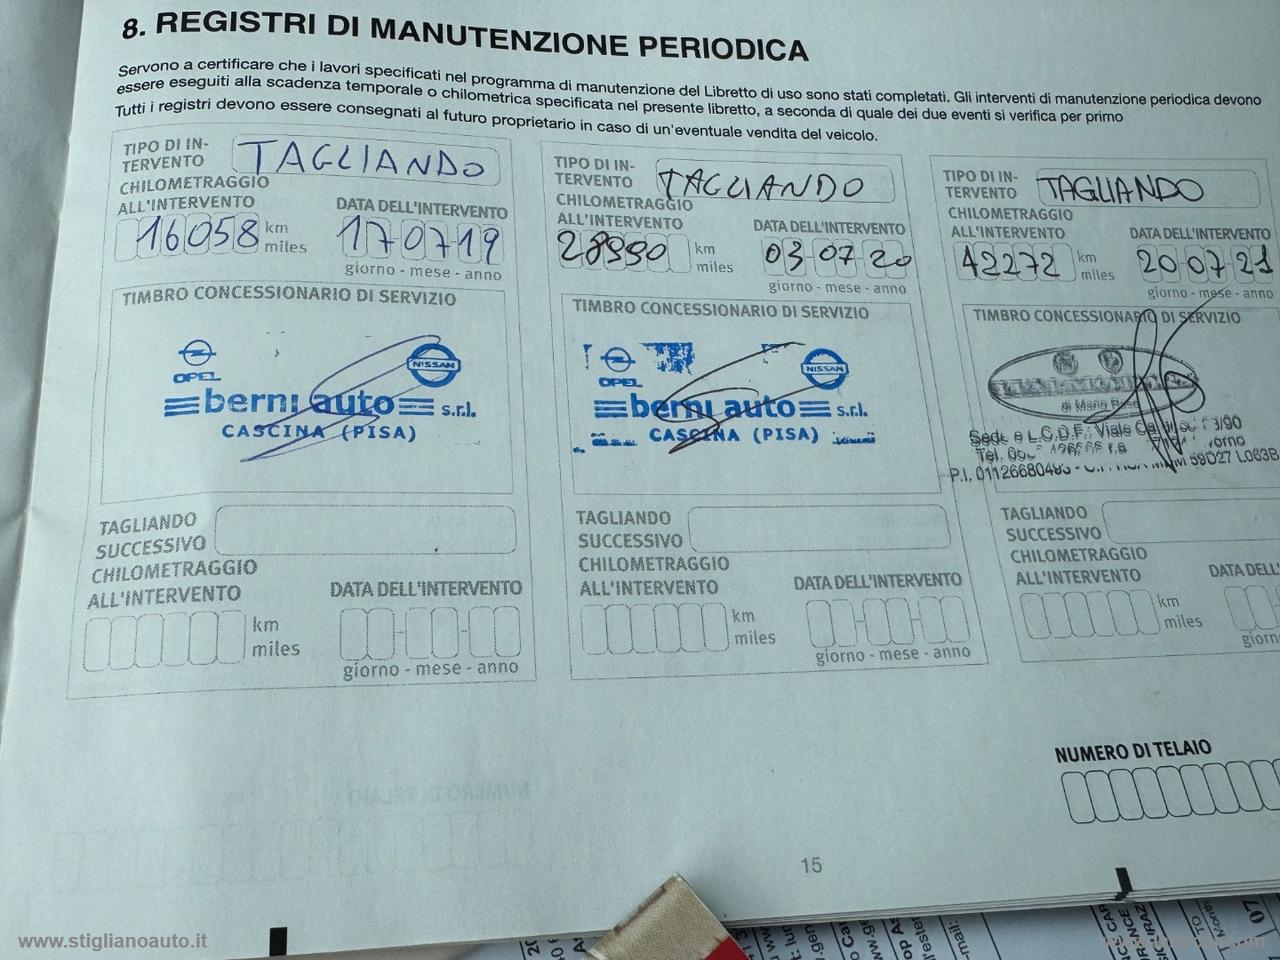 8. REGISTRI DI MANUTENZIONE PERIODICA
Servono a certificare che i lavori specificati nel programma di manutenzione del Libretto di uso sono stati completati. Gli interventi di manutenzione periodica devono
essere eseguiti alla scadenza temporale o chilometrica specificata nel presente libretto, a seconda di quale dei due eventi si verifica per primo
Tutti i registri devono essere consegnati al futuro proprietario in caso di un'eventuale vendita del veicolo.
TIPO DI IN-
TERVENTO TAGLIANDO
CHILOMETRAGGIO
ALL'INTERVENTO DATA DELL'INTERVENTO
16058 km 17 07 19
miles
giorno - mese - anno
TIMBRO CONCESSIONARIO DI SERVIZIO
OPEL NISSAN
berni auto s.r.l.
CASCINA (PISA)
TAGLIANDO
SUCCESSIVO
CHILOMETRAGGIO
ALL'INTERVENTO DATA DELL'INTERVENTO
km
miles
giorno - mese - anno
TIPO DI IN-
TERVENTO TAGLIANDO
CHILOMETRAGGIO
ALL'INTERVENTO DATA DELL'INTERVENTO
km 03 07 20
miles
giorno - mese - anno
TIMBRO CONCESSIONARIO DI SERVIZIO
OPEL NISSAN
berni auto s.r.l.
CASCINA (PISA)
TAGLIANDO
SUCCESSIVO
CHILOMETRAGGIO
ALL'INTERVENTO DATA DELL'INTERVENTO
km
miles
giorno - mese - anno
TIPO DI IN-
TERVENTO TAGLIANDO
CHILOMETRAGGIO
ALL'INTERVENTO DATA DELL'INTERVENTO
42272 km 20 07 21
miles
giorno - mese - anno
TIMBRO CONCESSIONARIO DI SERVIZIO
di Mario
Sede e L.C.D.F.: Viale
Tel.
P.I.
TAGLIANDO
SUCCESSIVO
CHILOMETRAGGIO
ALL'INTERVENTO DATA DELL'
km
miles
NUMERO DI TELAIO
15
07
www.stiglianoauto.it